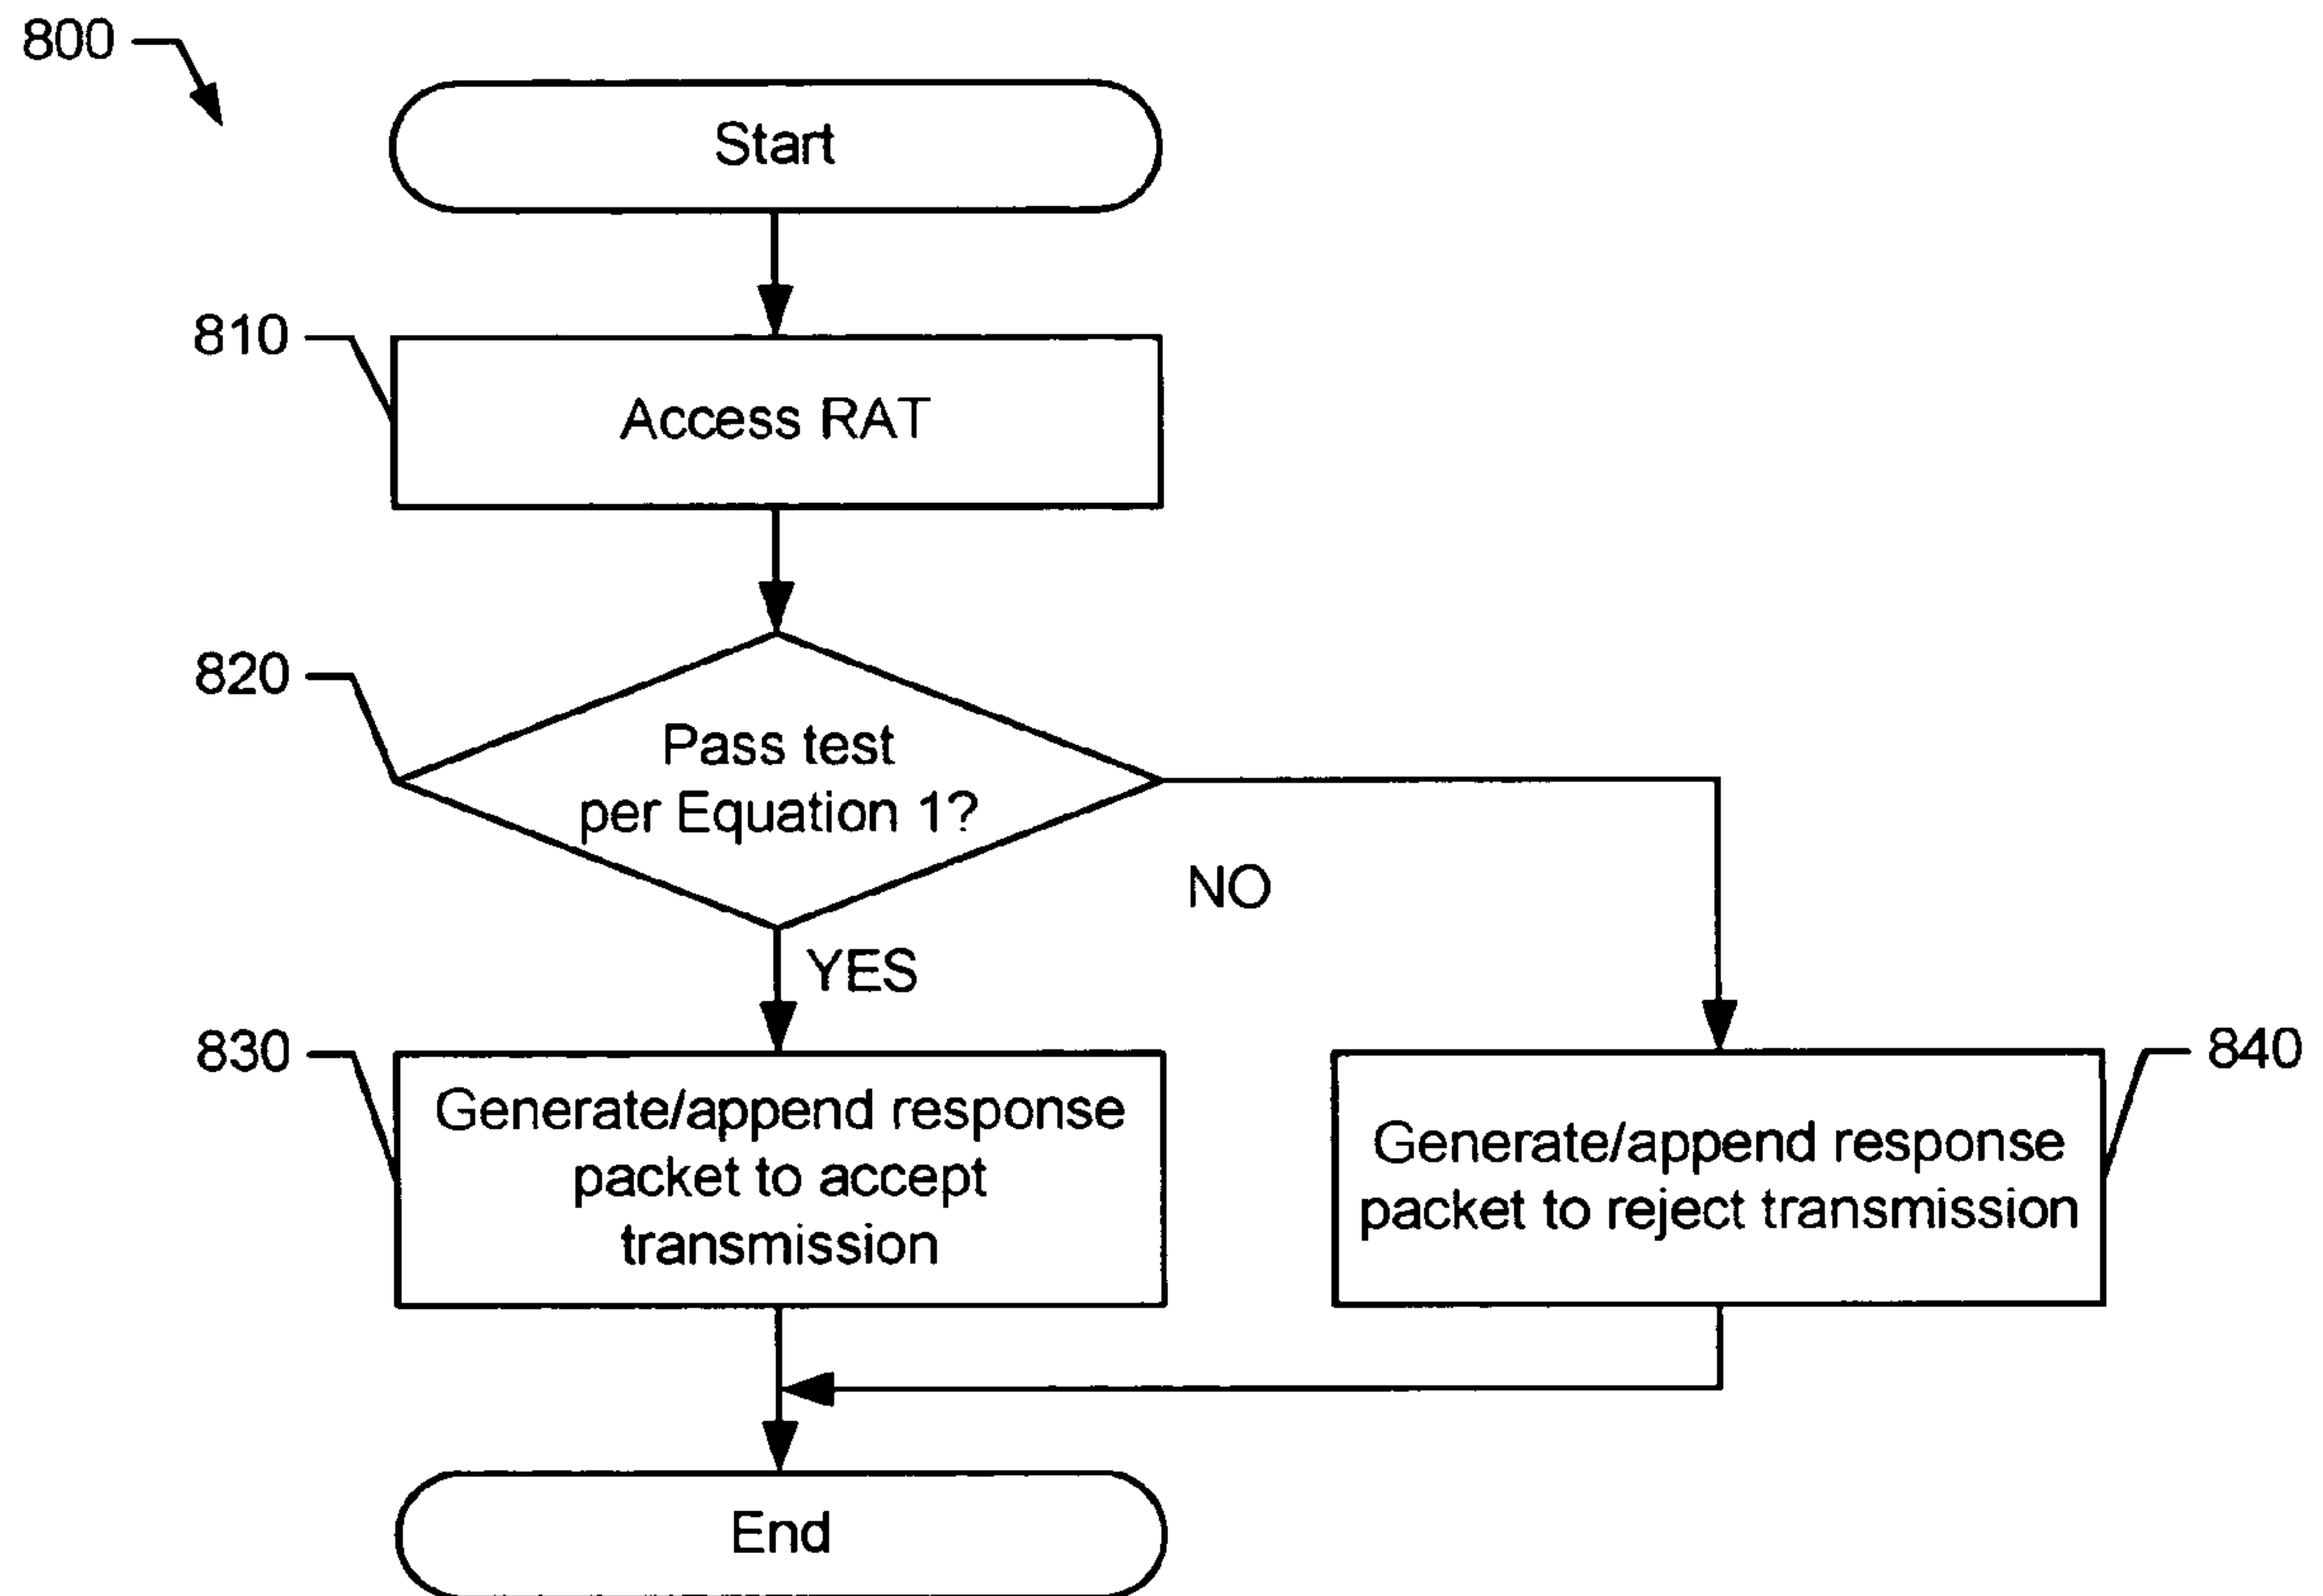 800
Start
810
Access RAT
820
Pass test
per Equation 1?
NO
YES
830
Generate/append response
packet to accept
transmission
840
Generate/append response
packet to reject transmission
End